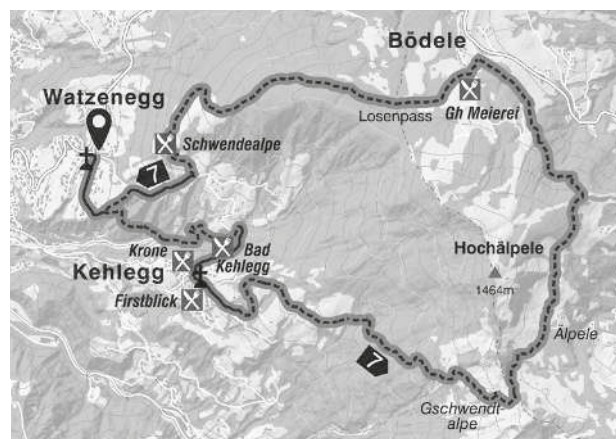 Bödele
Watzenegg
Gh Meierei
Losenpass
Schwendealpe
7
Krone
Bad
Kehlegg
Kehlegg
Hochälpele
1464m
Firstblick
Älpele
7
Gschwendt
alpe